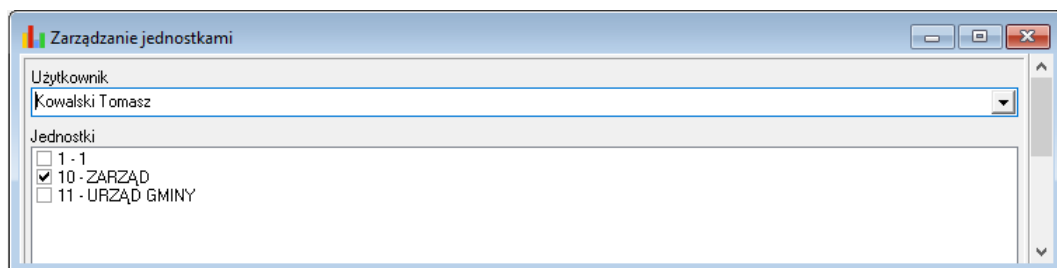 Zarządzanie jednostkami
Użytkownik
Kowalski Tomasz
Jednostki
1 - 1
10 - ZARZĄD
11 - URZĄD GMINY